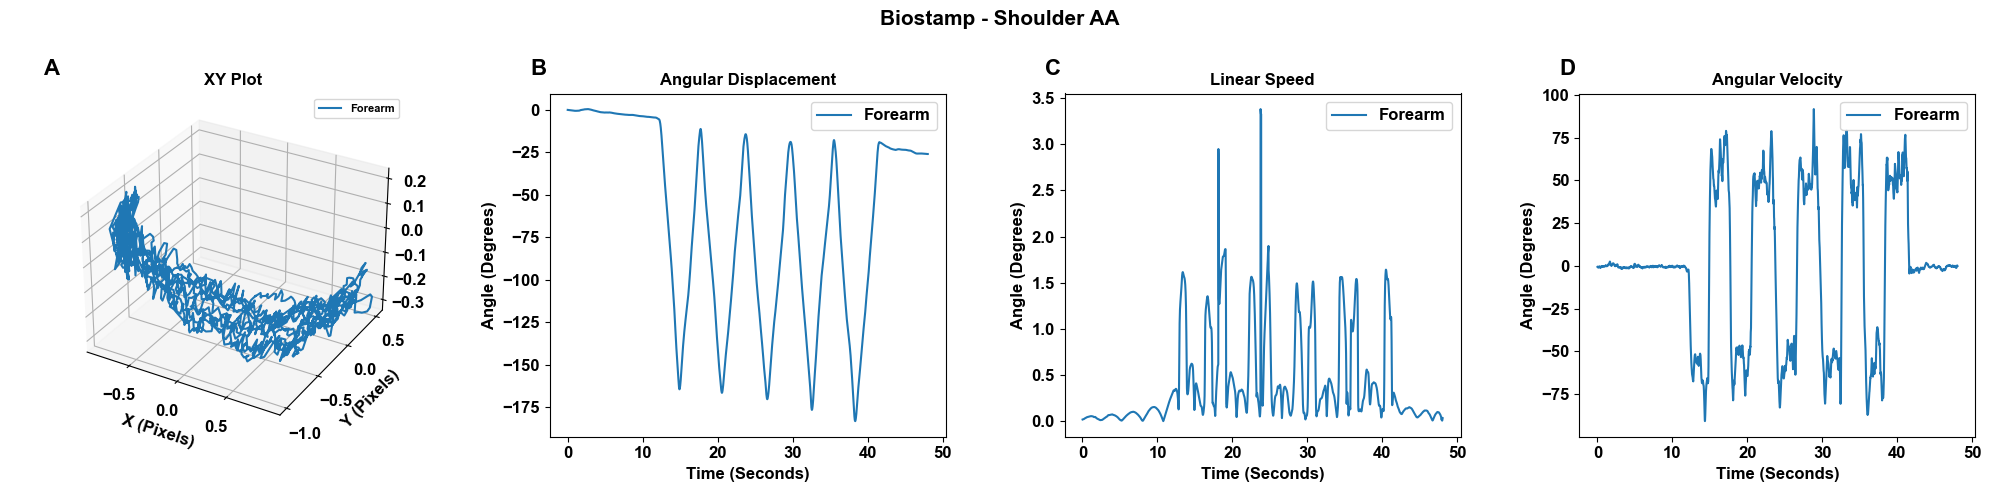 Biostamp - Shoulder AA
A
XY Plot
Forearm
0.2
0.1
0.0
−0.1
−0.2
−0.3
0.5
0.0
−0.5
−1.0
Y (Pixels)
−0.5
0.0
0.5
X (Pixels)
B
Angular Displacement
Forearm
0
−25
−50
−75
−100
−125
−150
−175
Angle (Degrees)
0 10 20 30 40 50
Time (Seconds)
C
Linear Speed
Forearm
3.5
3.0
2.5
2.0
1.5
1.0
0.5
0.0
Angle (Degrees)
0 10 20 30 40 50
Time (Seconds)
D
Angular Velocity
Forearm
100
75
50
25
0
−25
−50
−75
Angle (Degrees)
0 10 20 30 40 50
Time (Seconds)